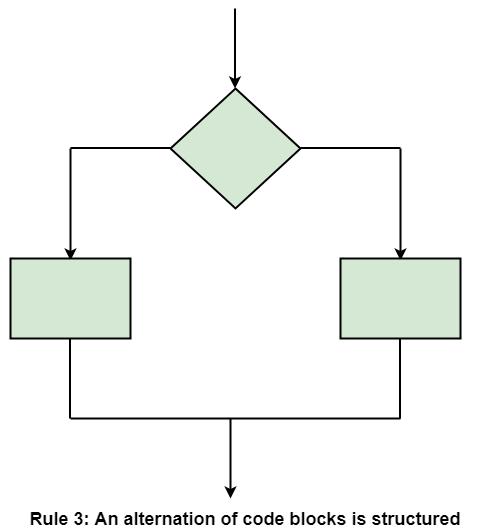 Rule 3: An alternation of code blocks is structured